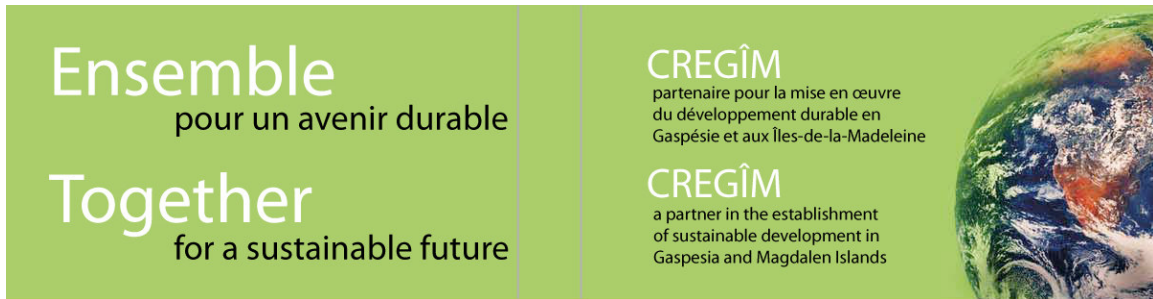 Ensemble
pour un avenir durable
Together
for a sustainable future
CREGÎM
partenaire pour la mise en œuvre
du développement durable en
Gaspésie et aux Îles-de-la-Madeleine
CREGÎM
a partner in the establishment
of sustainable development in
Gaspesia and Magdalen Islands